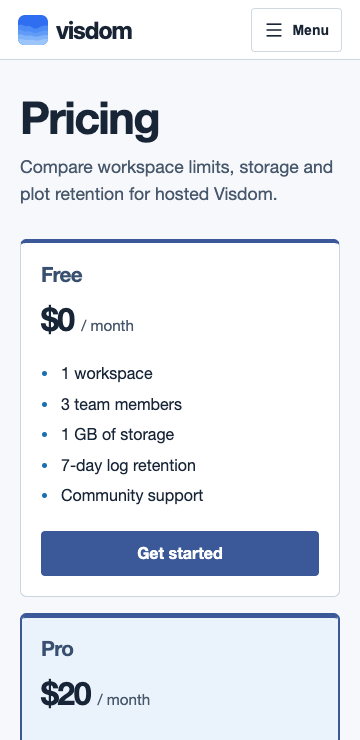 visdom
Menu
Pricing
Compare workspace limits, storage and
plot retention for hosted Visdom.
Free
$0 / month
• 1 workspace
• 3 team members
• 1 GB of storage
• 7-day log retention
• Community support
Get started
Pro
$20 / month